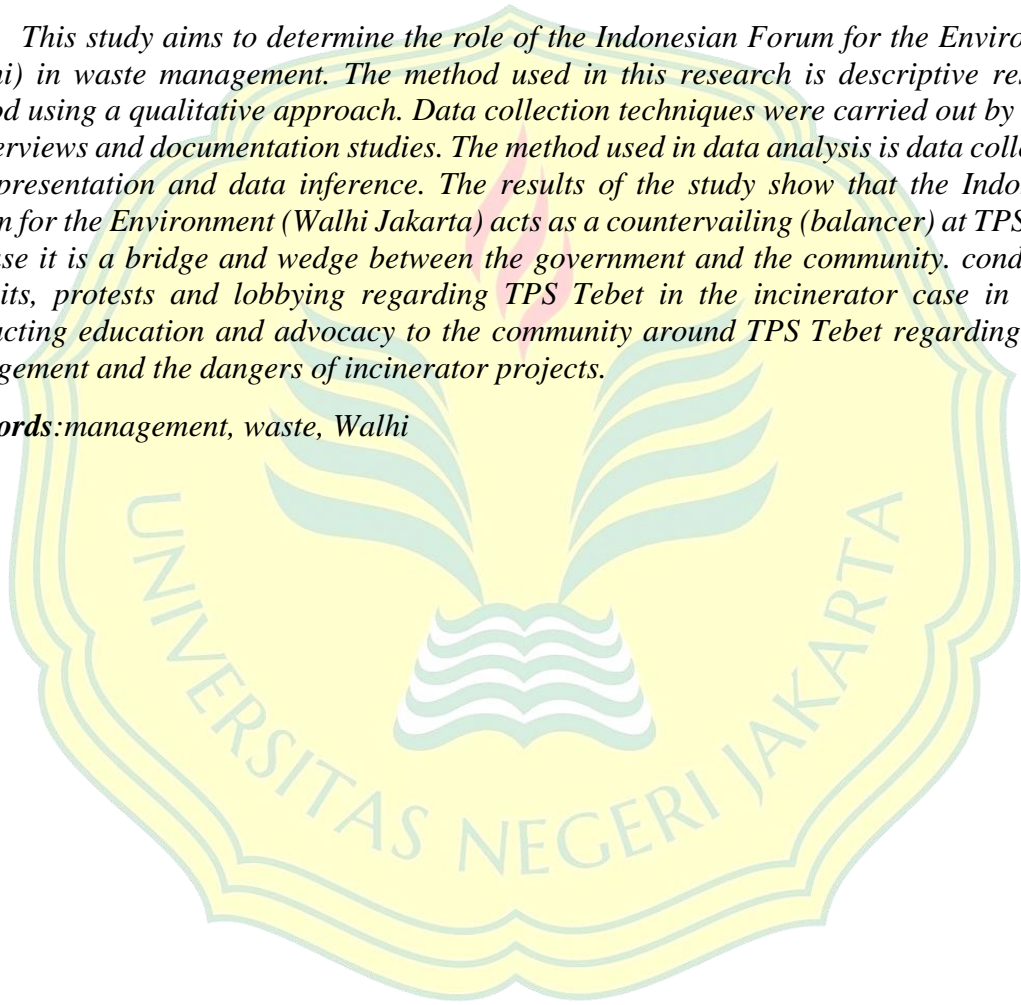 This study aims to determine the role of the Indonesian Forum for the Enviro
hi) in waste management. The method used in this research is descriptive res
od using a qualitative approach. Data collection techniques were carried out by
erviews and documentation studies. The method used in data analysis is data colle
presentation and data inference. The results of the study show that the Indo
m for the Environment (Walhi Jakarta) acts as a countervailing (balancer) at TPS
use it is a bridge and wedge between the government and the community. cond
its, protests and lobbying regarding TPS Tebet in the incinerator case in
ucting education and advocacy to the community around TPS Tebet regarding
gement and the dangers of incinerator projects.
ords:management, waste, Walhi
UNIVERSITAS NEGERI JAKARTA